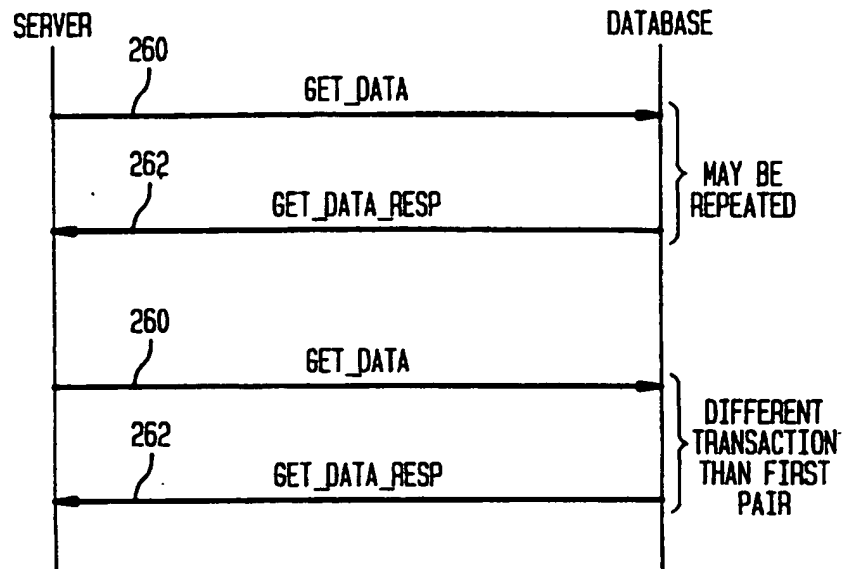 SERVER
DATABASE
260
GET_DATA
262
GET_DATA_RESP
MAY BE
REPEATED
260
GET_DATA
262
GET_DATA_RESP
DIFFERENT
TRANSACTION
THAN FIRST
PAIR